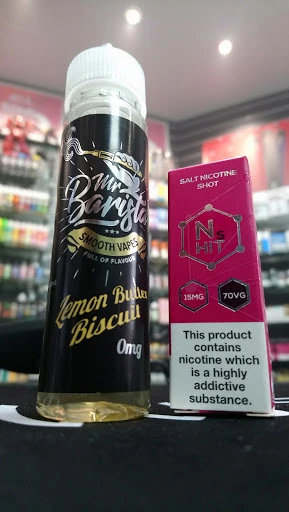 Mr
Barista
SMOOTH VAPES
FULL OF FLAVOUR
Lemon Butter
Biscuit
0mg
SALT NICOTINE
SHOT
N S
HIT
15MG
70VG
This product
contains
nicotine which
is a highly
addictive
substance.